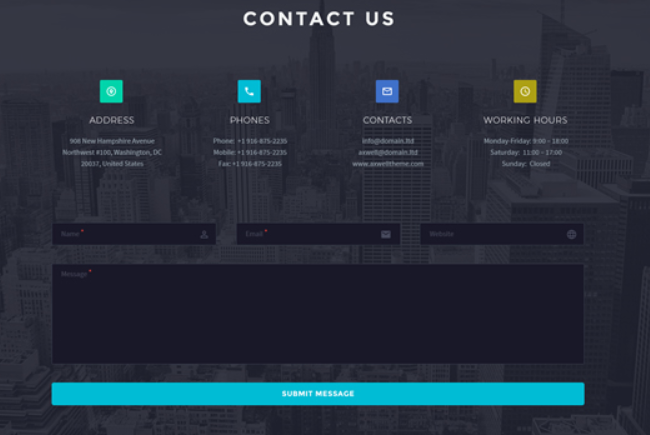 CONTACT US
ADDRESS
908 New Hampshire Avenue
Northwest #100, Washington, DC
20037, United States
PHONES
Phone: +1 916-875-2235
Mobile: +1 916-875-2235
Fax: +1 916-875-2235
CONTACTS
info@domain.ltd
axwell@domain.ltd
www.axwelltheme.com
WORKING HOURS
Monday-Friday: 9:00 - 18:00
Saturday: 11:00 - 17:00
Sunday: Closed
Name *
Email *
Website
Message *
SUBMIT MESSAGE